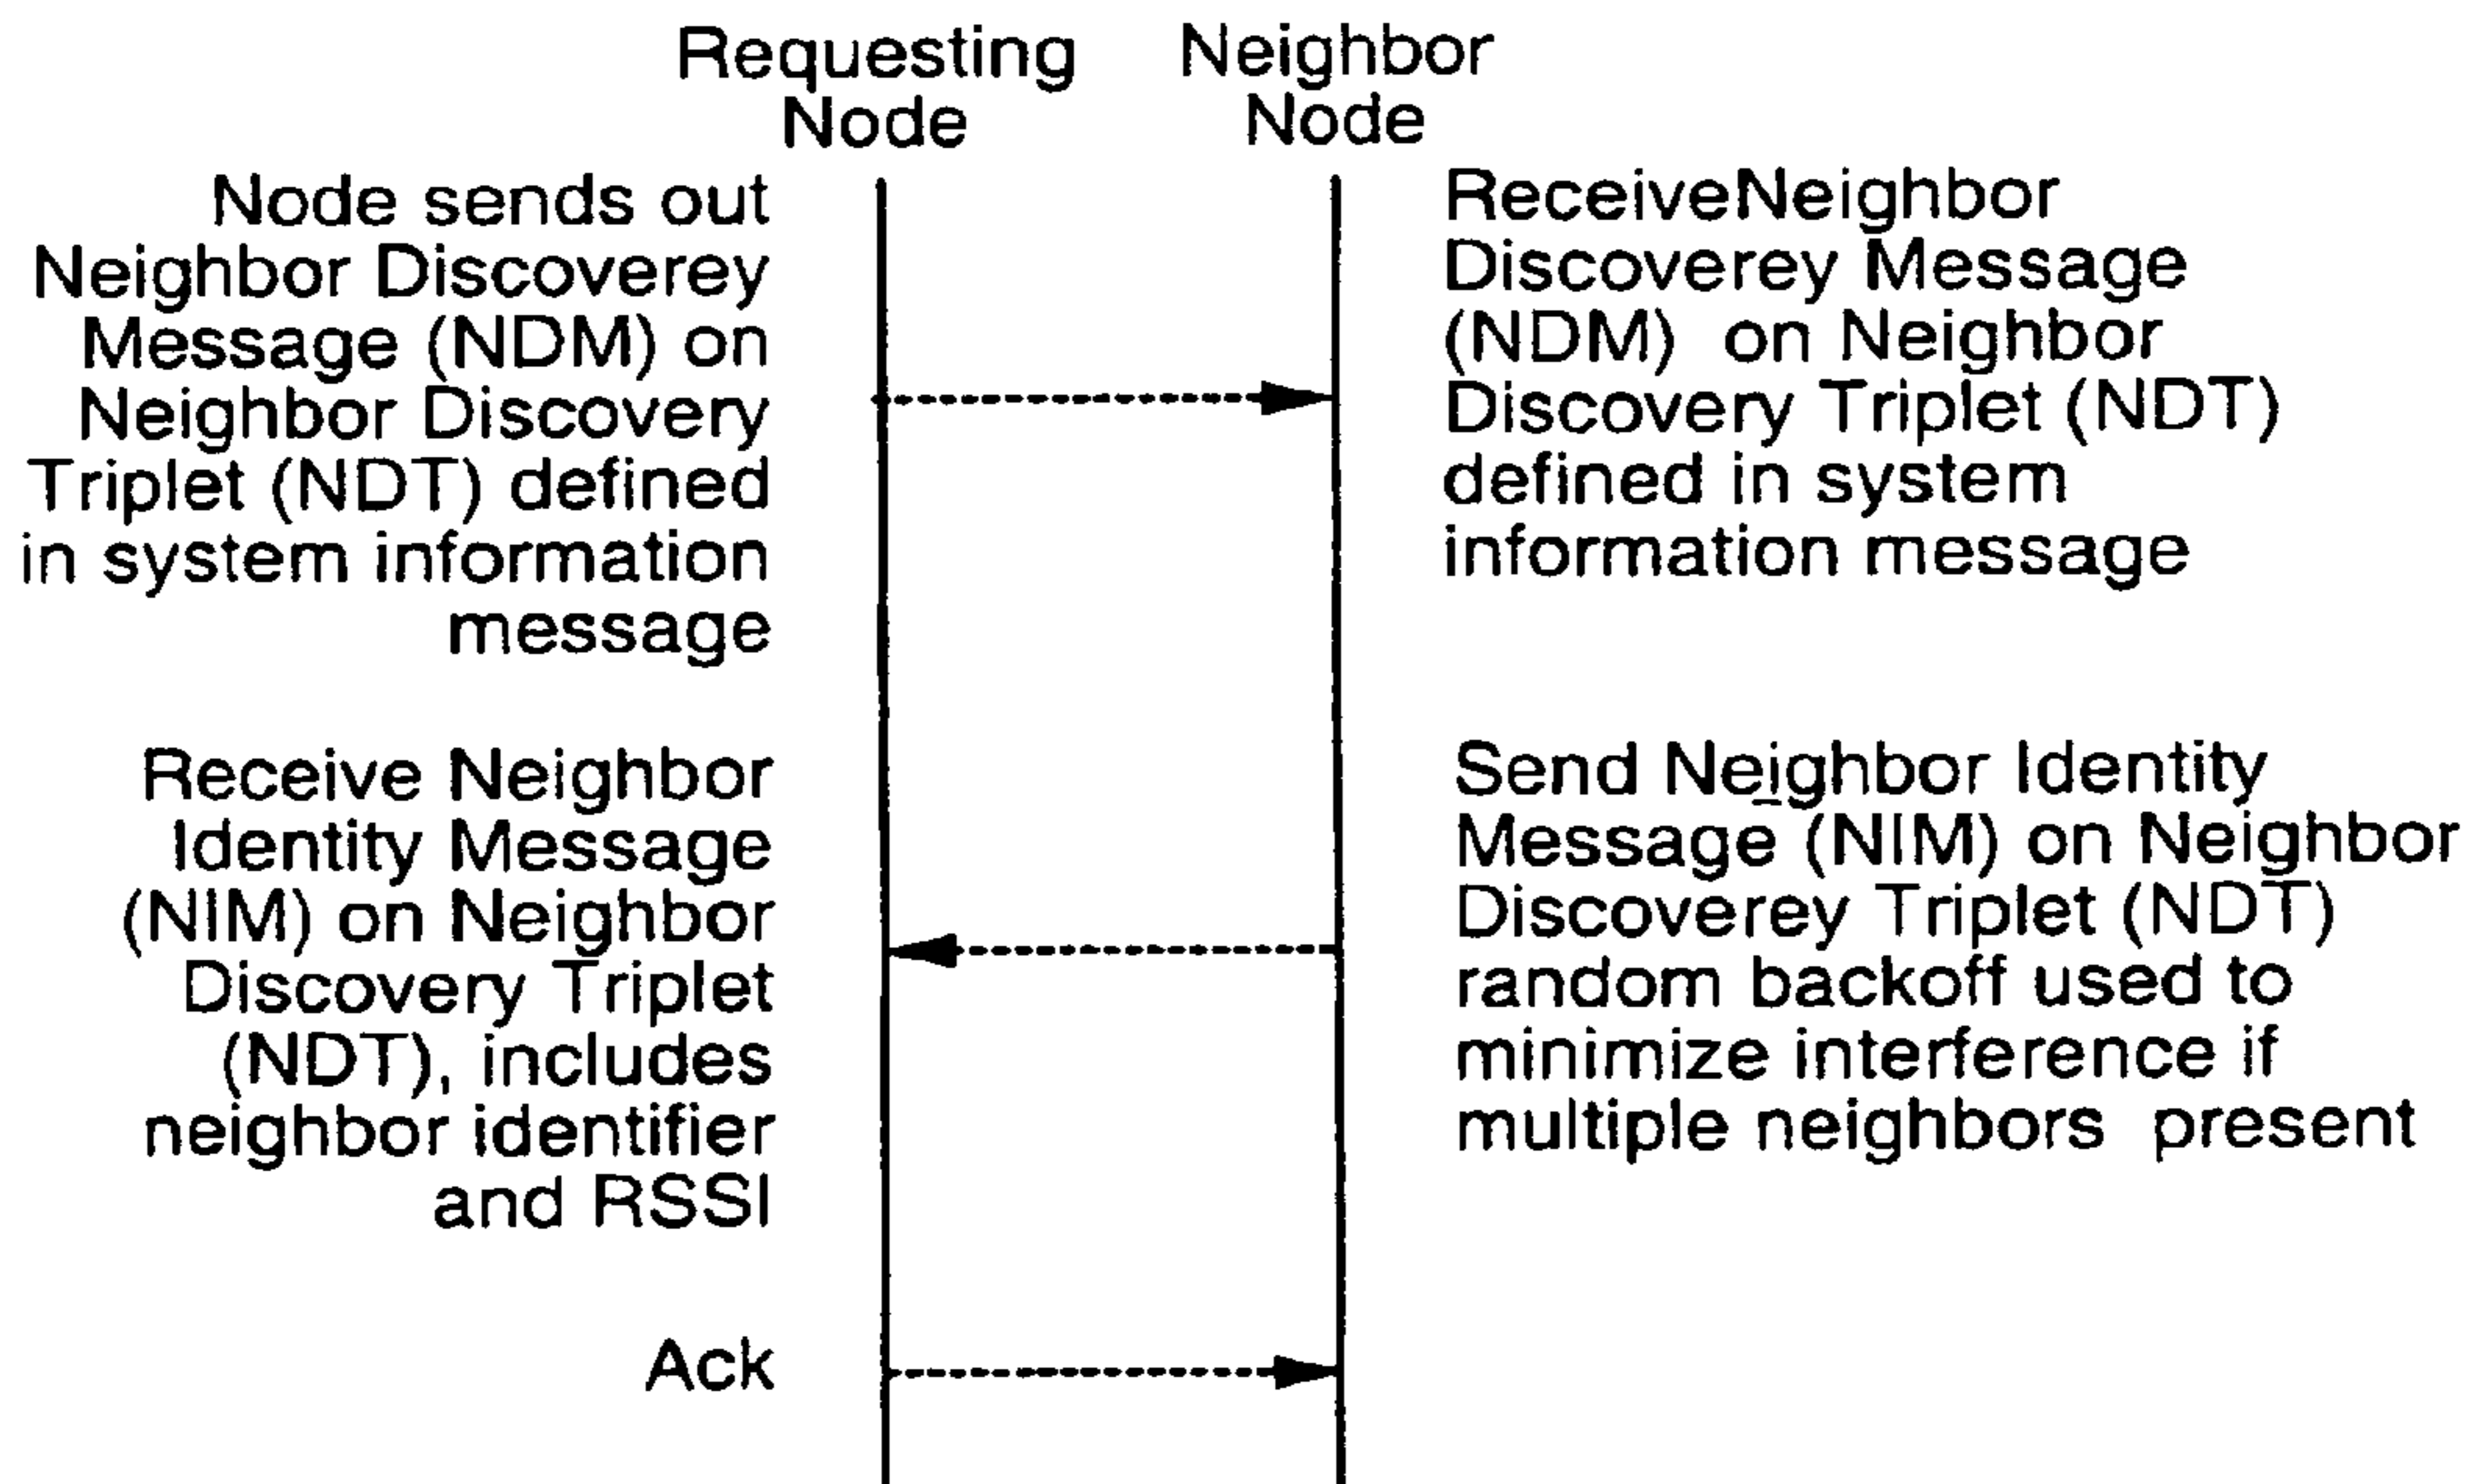 Requesting
Node
Neighbor
Node
Node sends out
Neighbor Discoverey
Message (NDM) on
Neighbor Discovery
Triplet (NDT) defined
in system information
message
ReceiveNeighbor
Discoverey Message
(NDM) on Neighbor
Discovery Triplet (NDT)
defined in system
information message
Receive Neighbor
Identity Message
(NIM) on Neighbor
Discovery Triplet
(NDT), includes
neighbor identifier
and RSSI
Send Neighbor Identity
Message (NIM) on Neighbor
Discoverey Triplet (NDT)
random backoff used to
minimize interference if
multiple neighbors present
Ack